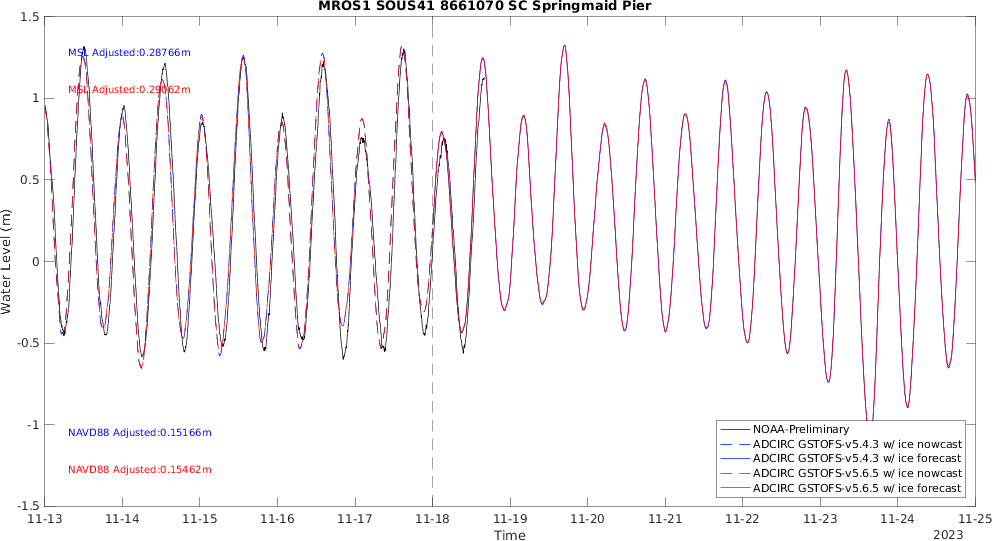 MROS1 SOUS41 8661070 SC Springmaid Pier
1.5
1
0.5
0
-0.5
-1
-1.5
Water Level (m)
MSL Adjusted:0.28766m
MSL Adjusted:0.29062m
NAVD88 Adjusted:0.15166m
NAVD88 Adjusted:0.15462m
NOAA-Preliminary
ADCIRC GSTOFS-v5.4.3 w/ ice nowcast
ADCIRC GSTOFS-v5.4.3 w/ ice forecast
ADCIRC GSTOFS-v5.6.5 w/ ice nowcast
ADCIRC GSTOFS-v5.6.5 w/ ice forecast
11-13 11-14 11-15 11-16 11-17 11-18 11-19 11-20 11-21 11-22 11-23 11-24 11-25
Time
2023